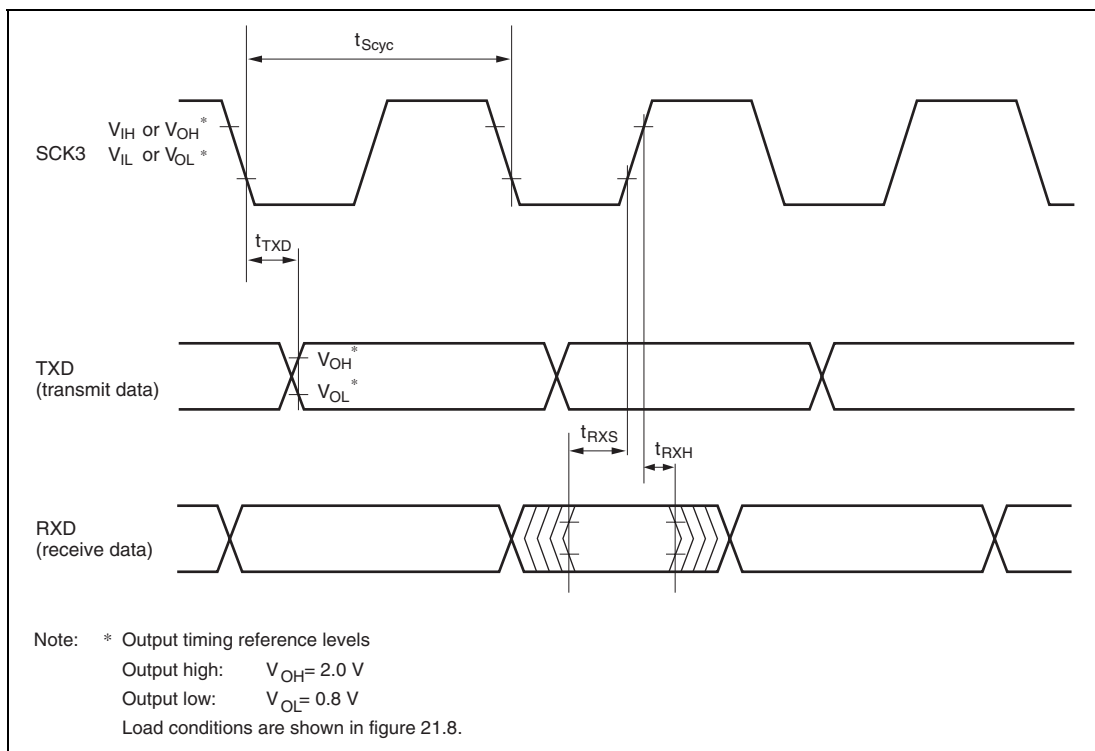 tScyc
VIH or VOH*
SCK3 VIL or VOL*
tTXD
TXD
(transmit data)
VOH*
VOL*
tRXS
tRXH
RXD
(receive data)
Note: * Output timing reference levels
Output high: VOH= 2.0 V
Output low: VOL= 0.8 V
Load conditions are shown in figure 21.8.